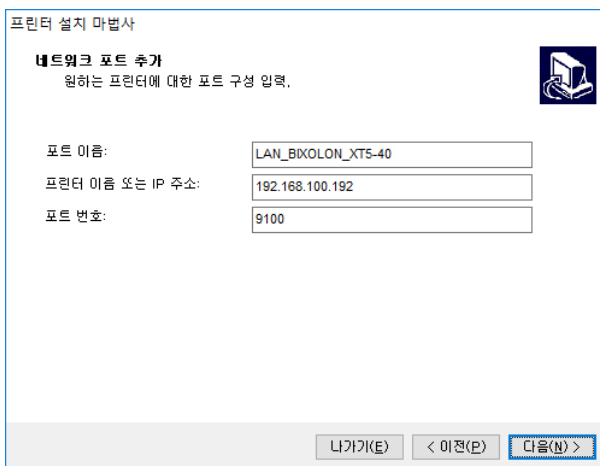 프린터 설치 마법사
네트워크 포트 추가
원하는 프린터에 대한 포트 구성 입력.
포트 이름: LAN_BIXOLON_XT5-40
프린터 이름 또는 IP 주소: 192.168.100.192
포트 번호: 9100
나가기(E) < 이전(P) 다음(N) >